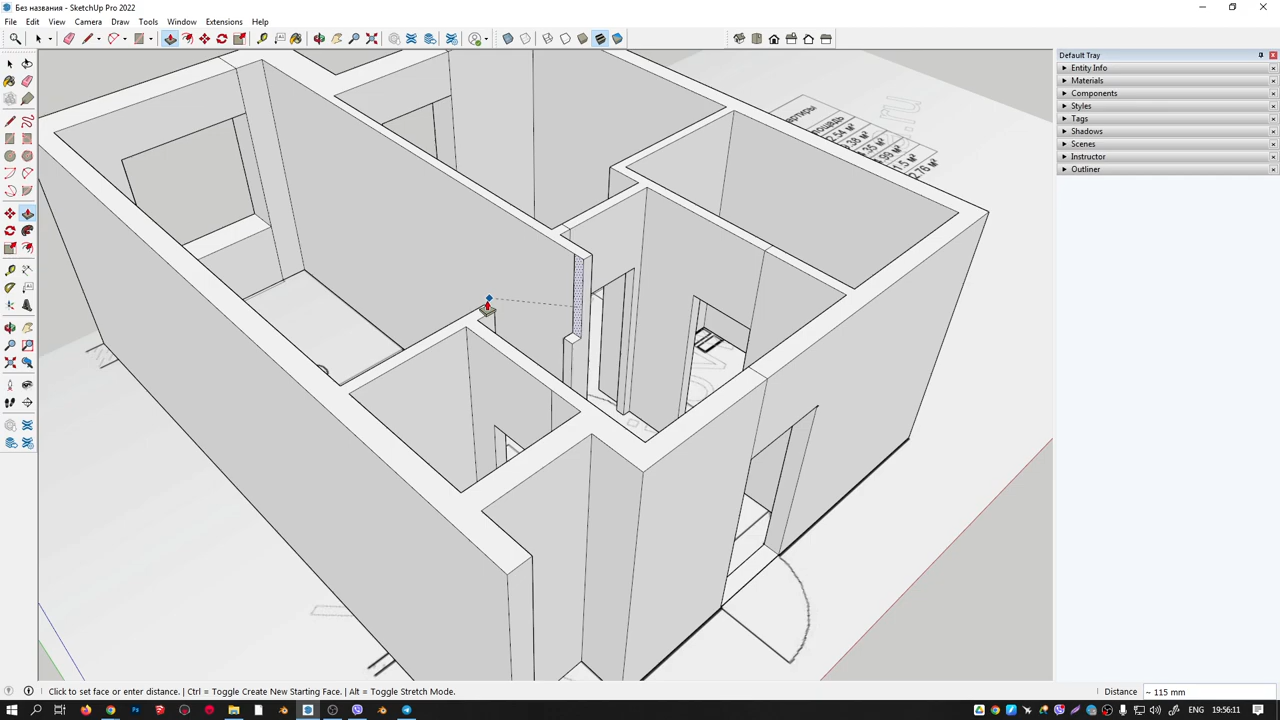 Без названия - SketchUp Pro 2022
File Edit View Camera Draw Tools Window Extensions Help
Default Tray
Entity Info
Materials
Components
Styles
Tags
Shadows
Scenes
Instructor
Outliner
Click to set face or enter distance. | Ctrl = Toggle Create New Starting Face. | Alt = Toggle Stretch Mode.
Distance ~ 115 mm
ENG 19:56:11